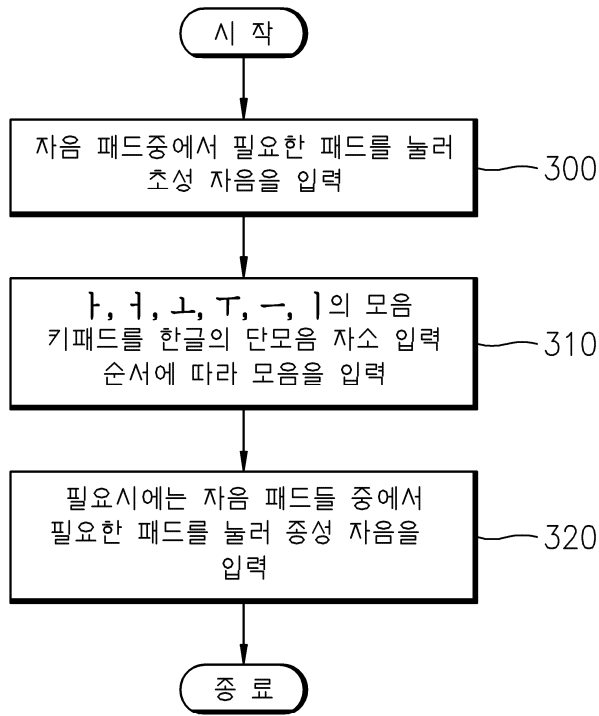 시 작
자음 패드중에서 필요한 패드를 눌러
초성 자음을 입력
300
ㅏ, ㅓ, ㅗ, ㅜ, ㅡ, ㅣ의 모음
키패드를 한글의 단모음 자소 입력
순서에 따라 모음을 입력
310
필요시에는 자음 패드들 중에서
필요한 패드를 눌러 종성 자음을
입력
320
종 료